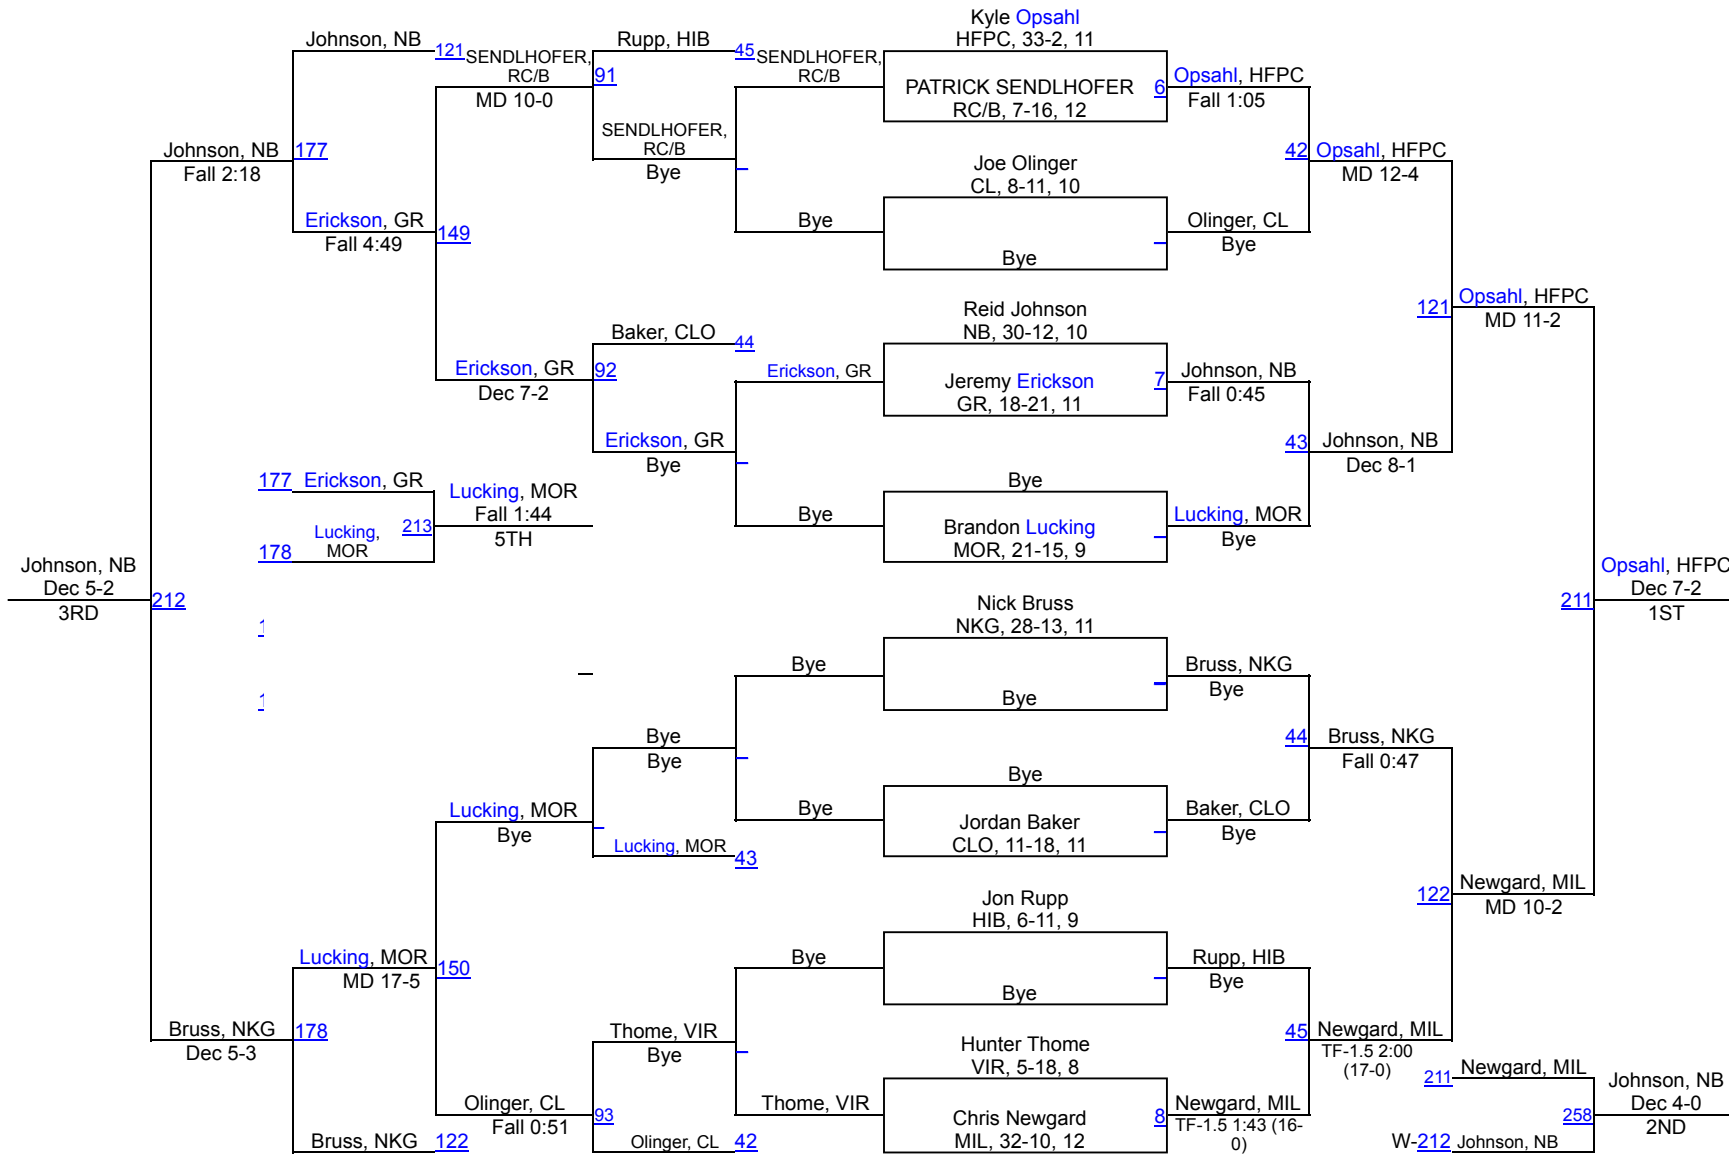 Kyle Opsahl
HFPC, 33-2, 11
Johnson, NB
121
SENDLHOFER,
RC/B
MD 10-0
Rupp, HIB
91
45
SENDLHOFER,
RC/B
PATRICK SENDLHOFER
RC/B, 7-16, 12
6
Opsahl, HFPC
Fall 1:05
SENDLHOFER,
RC/B
Bye
Johnson, NB
Fall 2:18
177
Joe Olinger
CL, 8-11, 10
42
Opsahl, HFPC
MD 12-4
Erickson, GR
Fall 4:49
149
Bye
Bye
Olinger, CL
Bye
Reid Johnson
NB, 30-12, 10
121
Opsahl, HFPC
MD 11-2
Baker, CLO
44
Erickson, GR
Dec 7-2
92
Erickson, GR
Jeremy Erickson
GR, 18-21, 11
7
Johnson, NB
Fall 0:45
Erickson, GR
Bye
43
Johnson, NB
Dec 8-1
177
Erickson, GR
Lucking, MOR
Fall 1:44
5TH
Lucking,
MOR
213
178
Bye
Bye
Brandon Lucking
MOR, 21-15, 9
Lucking, MOR
Bye
Johnson, NB
Dec 5-2
3RD
212
Opsahl, HFPC
Dec 7-2
1ST
211
Nick Bruss
NKG, 28-13, 11
Bye
Bye
Bruss, NKG
Bye
Bye
Bye
44
Bruss, NKG
Fall 0:47
Lucking, MOR
Bye
Lucking, MOR
43
Bye
Bye
Jordan Baker
CLO, 11-18, 11
Baker, CLO
Bye
122
Newgard, MIL
MD 10-2
Jon Rupp
HIB, 6-11, 9
Lucking, MOR
MD 17-5
150
Bye
Bye
Rupp, HIB
Bye
Bruss, NKG
Dec 5-3
178
Thome, VIR
Bye
Hunter Thome
VIR, 5-18, 8
45
Newgard, MIL
TF-1.5 2:00
(17-0)
211
Newgard, MIL
Johnson, NB
Dec 4-0
2ND
258
Olinger, CL
Fall 0:51
93
Thome, VIR
Chris Newgard
MIL, 32-10, 12
8
Newgard, MIL
TF-1.5 1:43 (16-
0)
Bruss, NKG
122
Olinger, CL
42
W-212
Johnson, NB